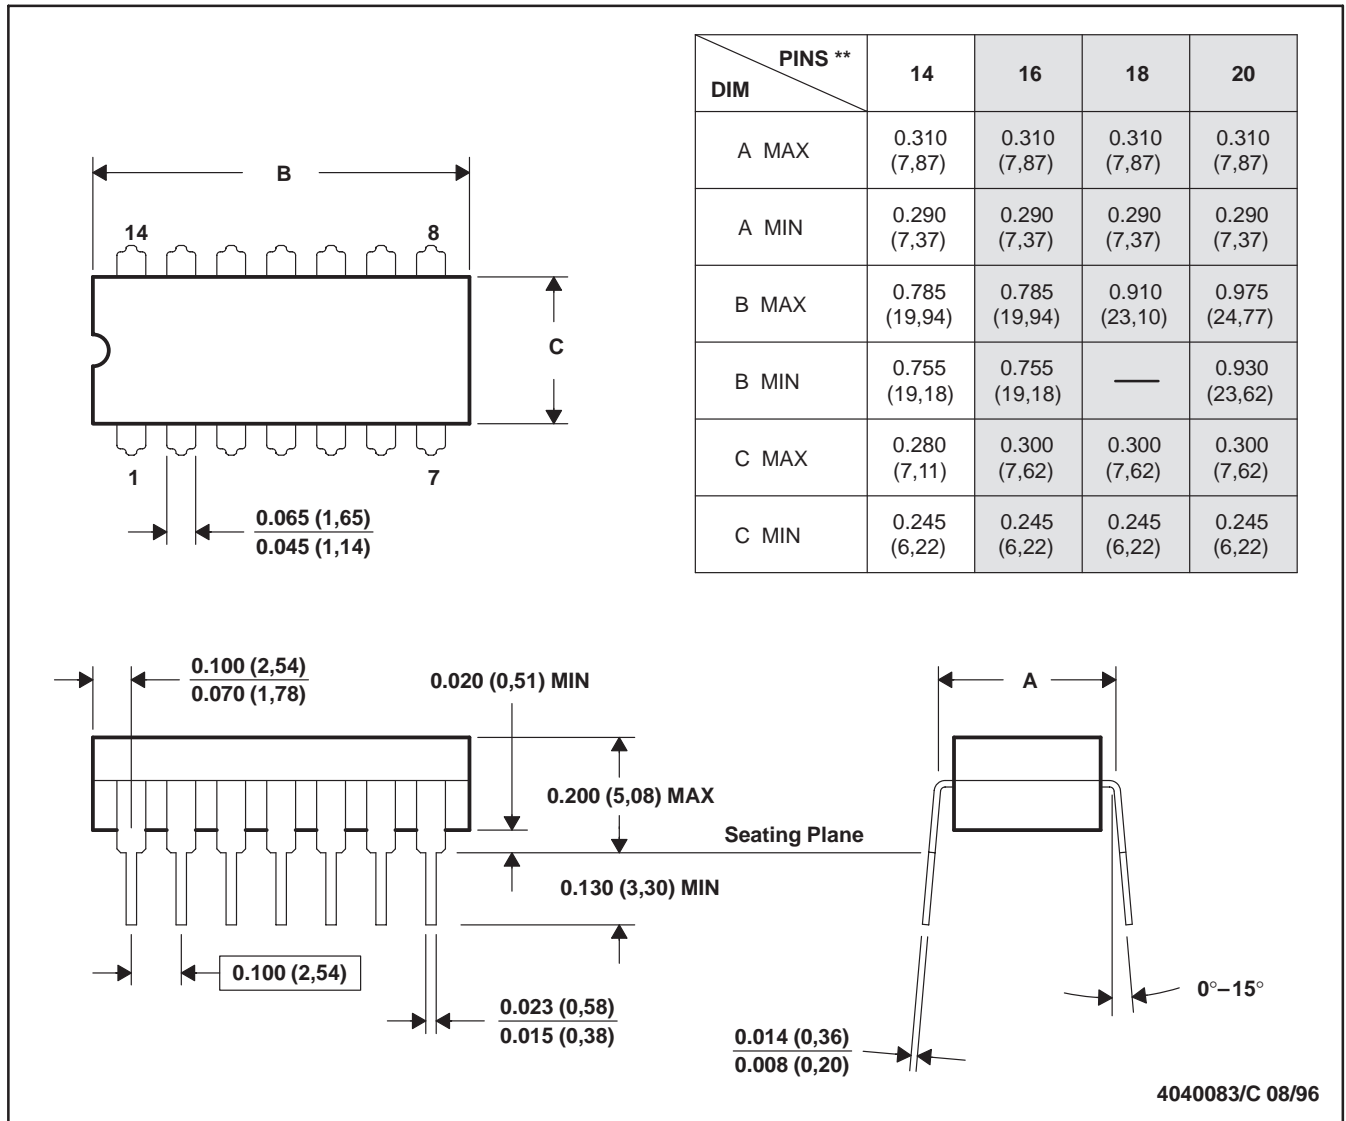 PINS **
DIM
14 16 18 20
A MAX 0.310 (7,87) 0.310 (7,87) 0.310 (7,87) 0.310 (7,87)
A MIN 0.290 (7,37) 0.290 (7,37) 0.290 (7,37) 0.290 (7,37)
B MAX 0.785 (19,94) 0.785 (19,94) 0.910 (23,10) 0.975 (24,77)
B MIN 0.755 (19,18) 0.755 (19,18) — 0.930 (23,62)
C MAX 0.280 (7,11) 0.300 (7,62) 0.300 (7,62) 0.300 (7,62)
C MIN 0.245 (6,22) 0.245 (6,22) 0.245 (6,22) 0.245 (6,22)
B
14 8
C
1 7
0.065 (1,65)
0.045 (1,14)
0.100 (2,54)
0.070 (1,78)
0.020 (0,51) MIN
A
0.200 (5,08) MAX
Seating Plane
0.130 (3,30) MIN
0.100 (2,54)
0.023 (0,58)
0.015 (0,38)
0°–15°
0.014 (0,36)
0.008 (0,20)
4040083/C 08/96